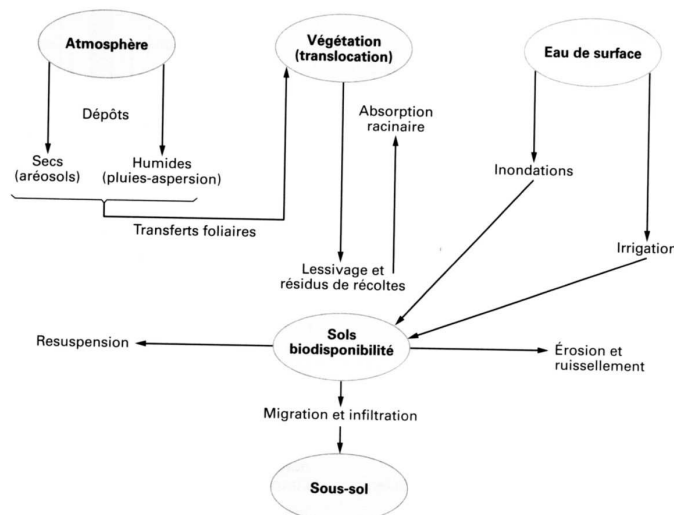 Atmosphère
Végétation
(translocation)
Eau de surface
Dépôts
Absorption
racinaire
Secs
(aréosols)
Humides
(pluies-aspersion)
Inondations
Transferts foliaires
Irrigation
Lessivage et
résidus de récoltes
Resuspension
Sols
biodisponibilité
Érosion et
ruissellement
Migration et infiltration
Sous-sol